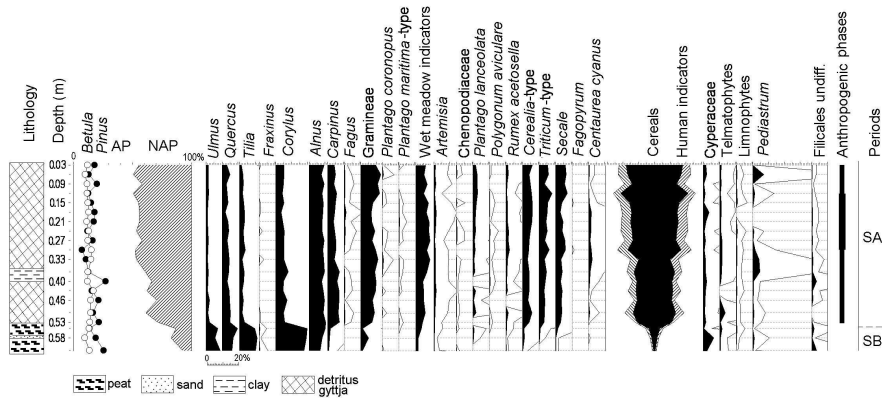 Lithology
Depth (m)
Betula
Pinus
AP
NAP
0
100%
Ulmus
Quercus
Tilia
Fraxinus
Corylus
Alnus
Carpinus
Fagus
Gramineae
Plantago coronopus
Plantago maritima-type
Wet meadow indicators
Artemisia
Chenopodiaceae
Plantago lanceolata
Polygonum aviculare
Rumex acetosella
Cerealia-type
Triticum-type
Secale
Fagopyrum
Centaurea cyanus
Cereals
Human indicators
Cyperaceae
Telmatophytes
Limnophytes
Pediastrum
Filicales undiff.
Anthropogenic phases
Periods
0.03
0.09
0.15
0.21
0.27
0.33
0.40
0.46
0.53
0.58
SA
SB
0 20%
peat
sand
clay
detritus
gyttja